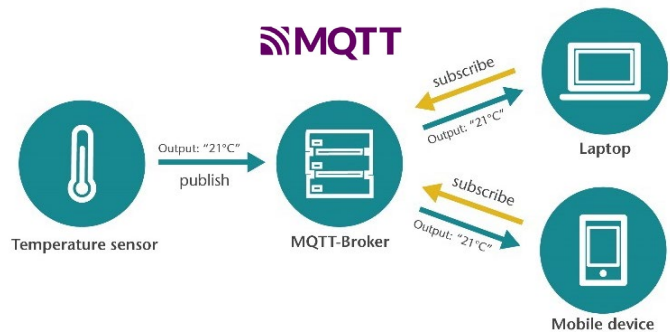 MQTT
subscribe
Output: “21°C”
Laptop
Output: “21°C”
publish
Temperature sensor
MQTT-Broker
subscribe
Output: “21°C”
Mobile device